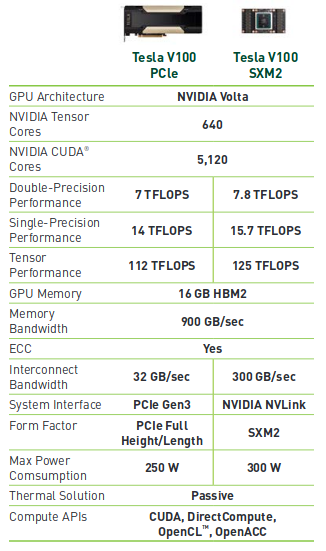 Tesla V100
PCIe
Tesla V100
SXM2
GPU Architecture
NVIDIA Volta
NVIDIA Tensor
Cores
640
NVIDIA CUDA®
Cores
5,120
Double-Precision
Performance
7 TFLOPS
7.8 TFLOPS
Single-Precision
Performance
14 TFLOPS
15.7 TFLOPS
Tensor
Performance
112 TFLOPS
125 TFLOPS
GPU Memory
16 GB HBM2
Memory
Bandwidth
900 GB/sec
ECC
Yes
Interconnect
Bandwidth
32 GB/sec
300 GB/sec
System Interface
PCIe Gen3
NVIDIA NVLink
Form Factor
PCIe Full
Height/Length
SXM2
Max Power
Comsumption
250 W
300 W
Thermal Solution
Passive
Compute APIs
CUDA, DirectCompute,
OpenCL™, OpenACC